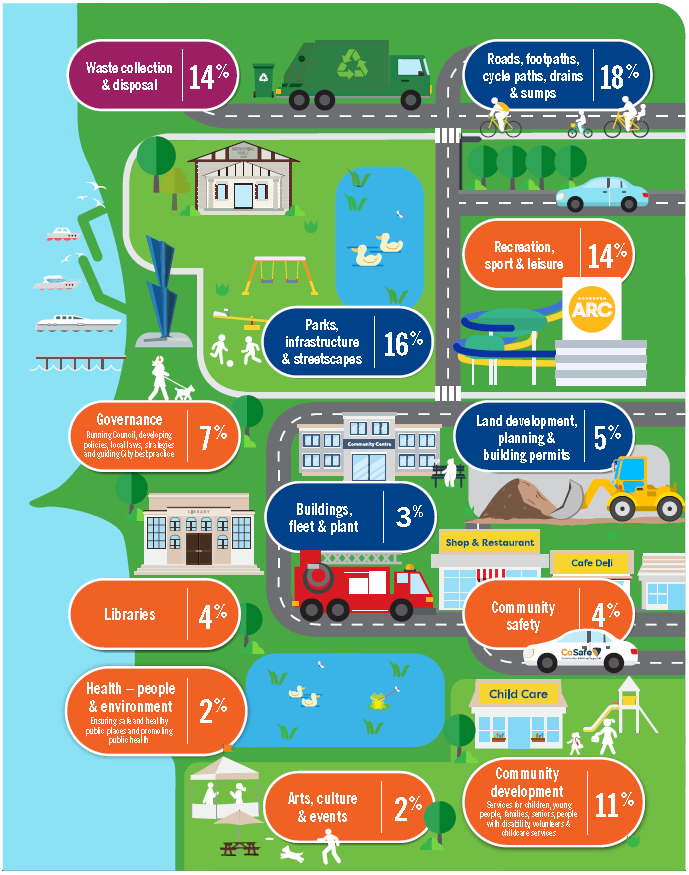 Waste collection
& disposal
14%
Roads, footpaths,
cycle paths, drains
& sumps
18%
MEMORIAL
HALL
Recreation,
sport & leisure
14%
ARC
Parks,
infrastructure
& streetscapes
16%
Governance
Running Council, developing
policies, local laws, strategies
and guiding City best practice
7%
Community Centre
Land development,
planning &
building permits
5%
Buildings,
fleet & plant
3%
LIBRARY
Shop & Restaurant
Cafe Deli
Libraries
4%
Community
safety
4%
CoSafe
Health – people
& environment
Ensuring safe and healthy
public places and promoting
public health
2%
Child Care
Arts, culture
& events
2%
Community
development
Services for children, young
people, families, seniors, people
with disability, volunteers &
childcare services
11%